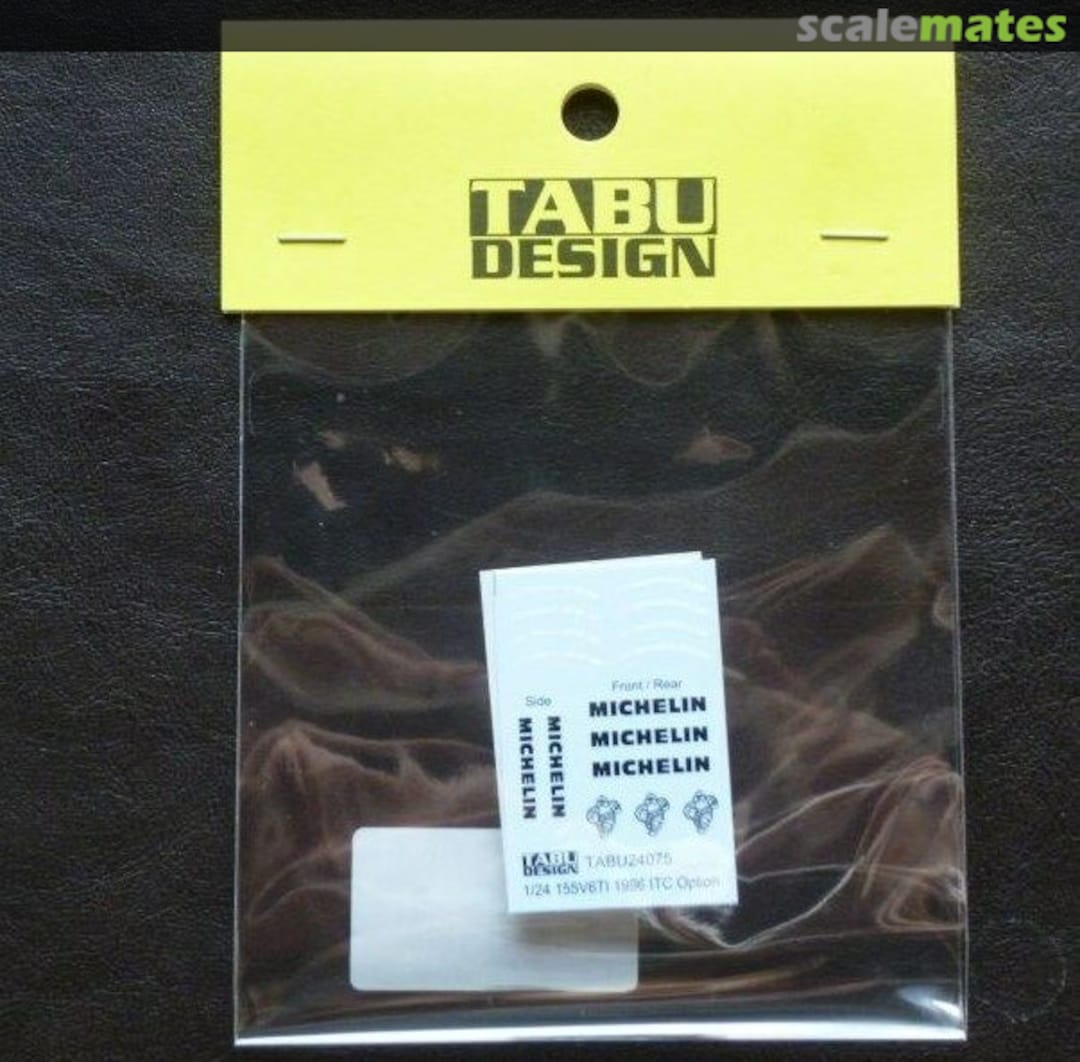 scalemates
TABU
DESIGN
Front / Rear
Side
MICHELIN
MICHELIN
MICHELIN
MICHELIN
MICHELIN
TABU
DESIGN
TABU24075
1/24 155V6TI 1996 ITC Option